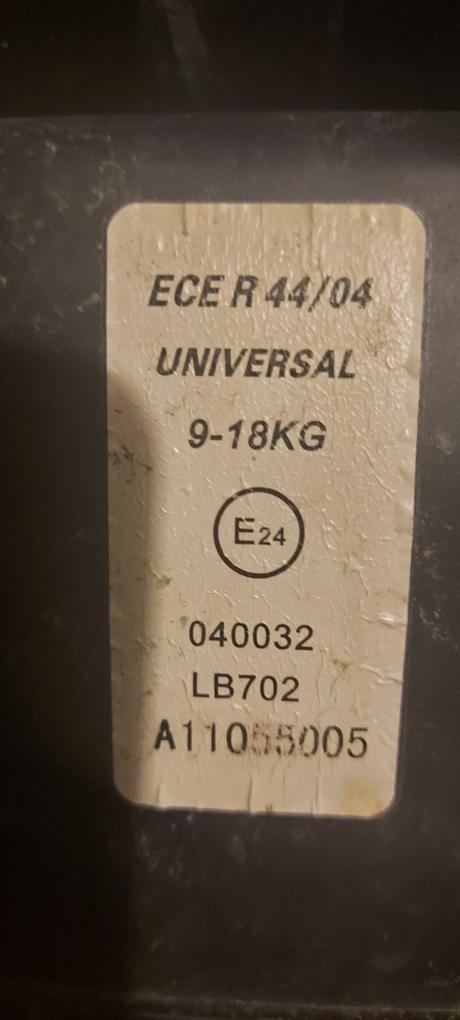 ECE R 44/04
UNIVERSAL
9-18KG
E24
040032
LB702
A11055005